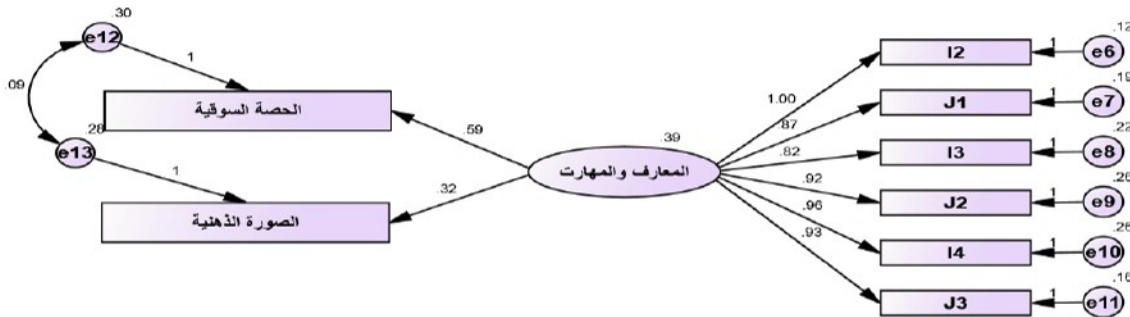 .30
e12
1
.09
الحصة السوقية
.28
e13
1
الصورة الذهنية
.59
.32
.39
المعارف والمهارت
1.00
.87
.82
.92
.96
.93
I2
1
e6
.12
J1
1
e7
.19
I3
1
e8
.22
J2
1
e9
.26
I4
1
e10
.26
J3
1
e11
.16